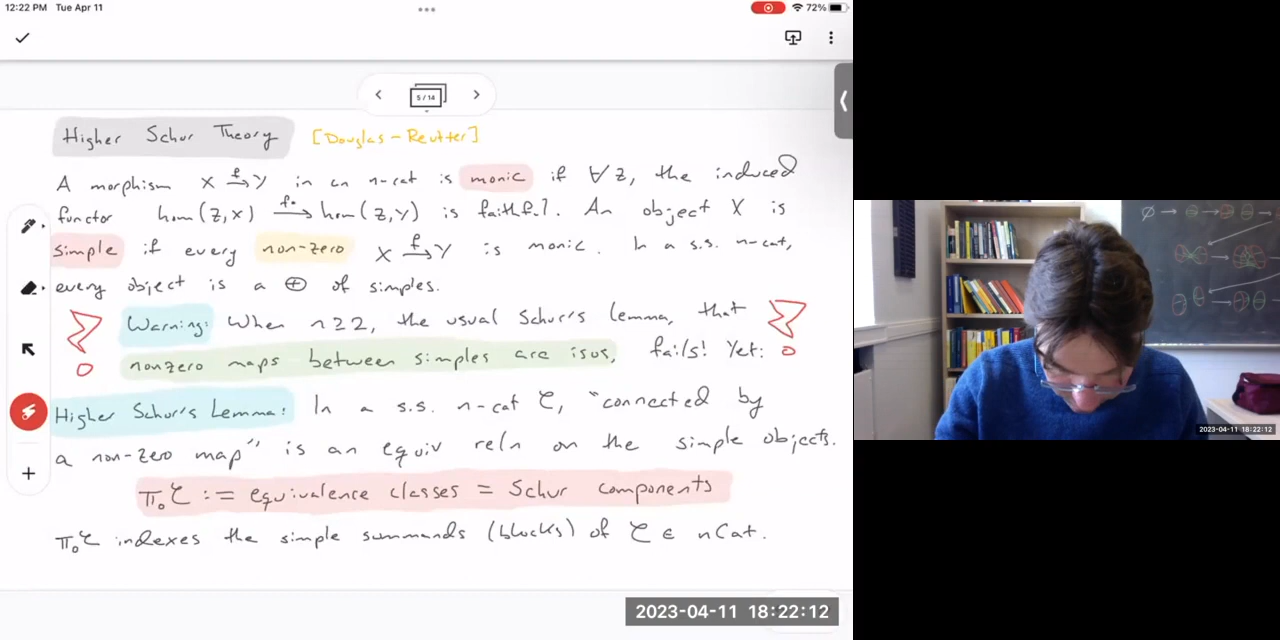 12:22 PM Tue Apr 11
72%
5/14
Higher Schur Theory [Douglas-Reutter]
A morphism X →f Y in an n-cat is monic if ∀ Z, the induced
functor hom(Z,X) →f∘ hom(Z,Y) is faithful. An object X is
simple if every non-zero X →f Y is monic. In a s.s. n-cat,
every object is a ⊕ of simples.
Warning: When n≥2, the usual Schur's lemma, that
nonzero maps between simples are isos, fails! Yet:
Higher Schur's Lemma: In a s.s. n-cat C, "connected by
a non-zero map" is an equiv reln on the simple objects.
π₀C := equivalence classes = Schur components
π₀C indexes the simple summands (blocks) of C ∈ nCat.
2023-04-11 18:22:12
2023-04-11 18:22:12